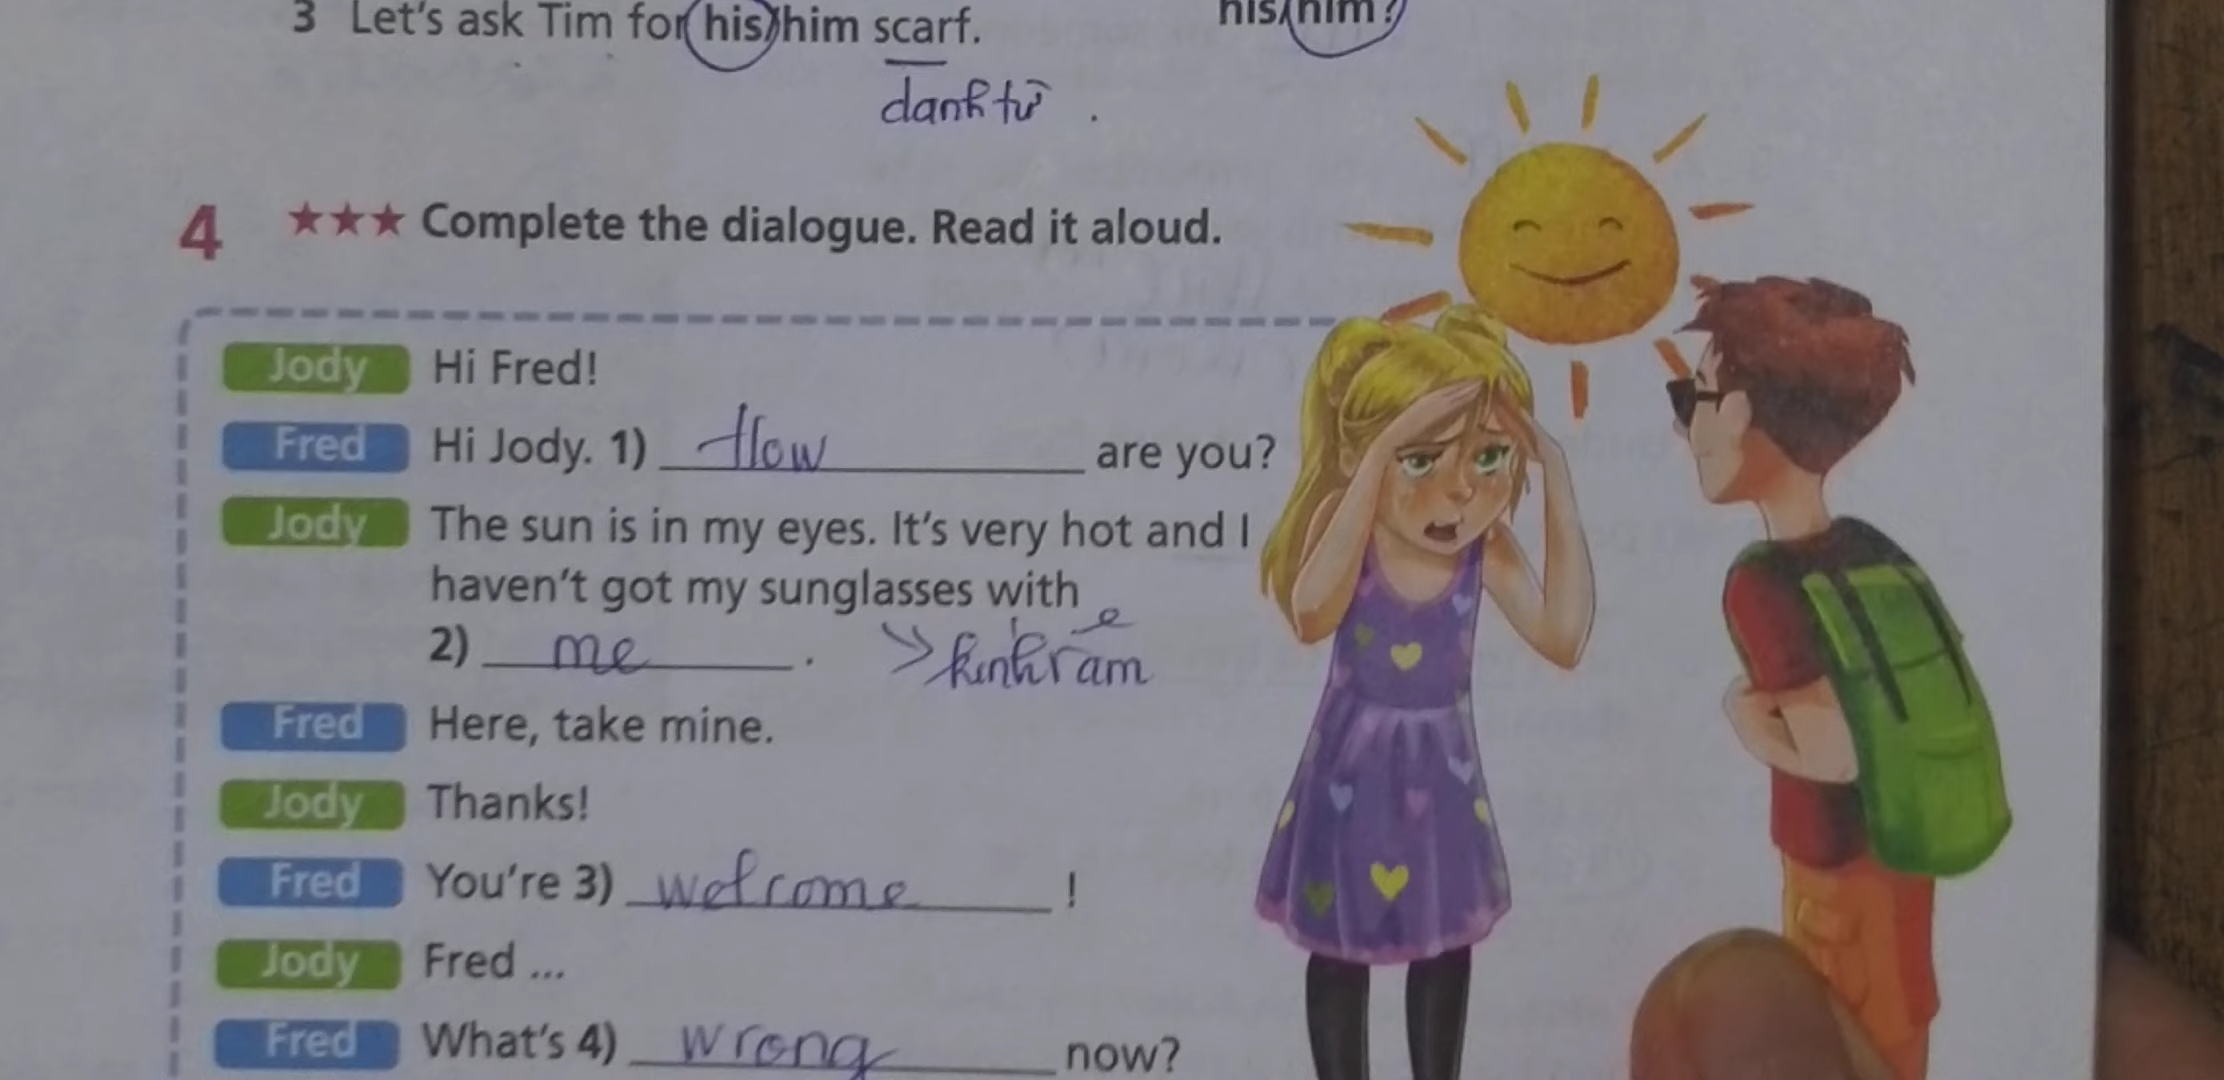 3 Let's ask Tim for his/him scarf.
his/him?
danh từ .
4 ★★★ Complete the dialogue. Read it aloud.
Jody Hi Fred!
Fred Hi Jody. 1) How are you?
Jody The sun is in my eyes. It's very hot and I
haven't got my sunglasses with
2) me .
kính râm
Fred Here, take mine.
Jody Thanks!
Fred You're 3) welcome !
Jody Fred ...
Fred What's 4) wrong now?